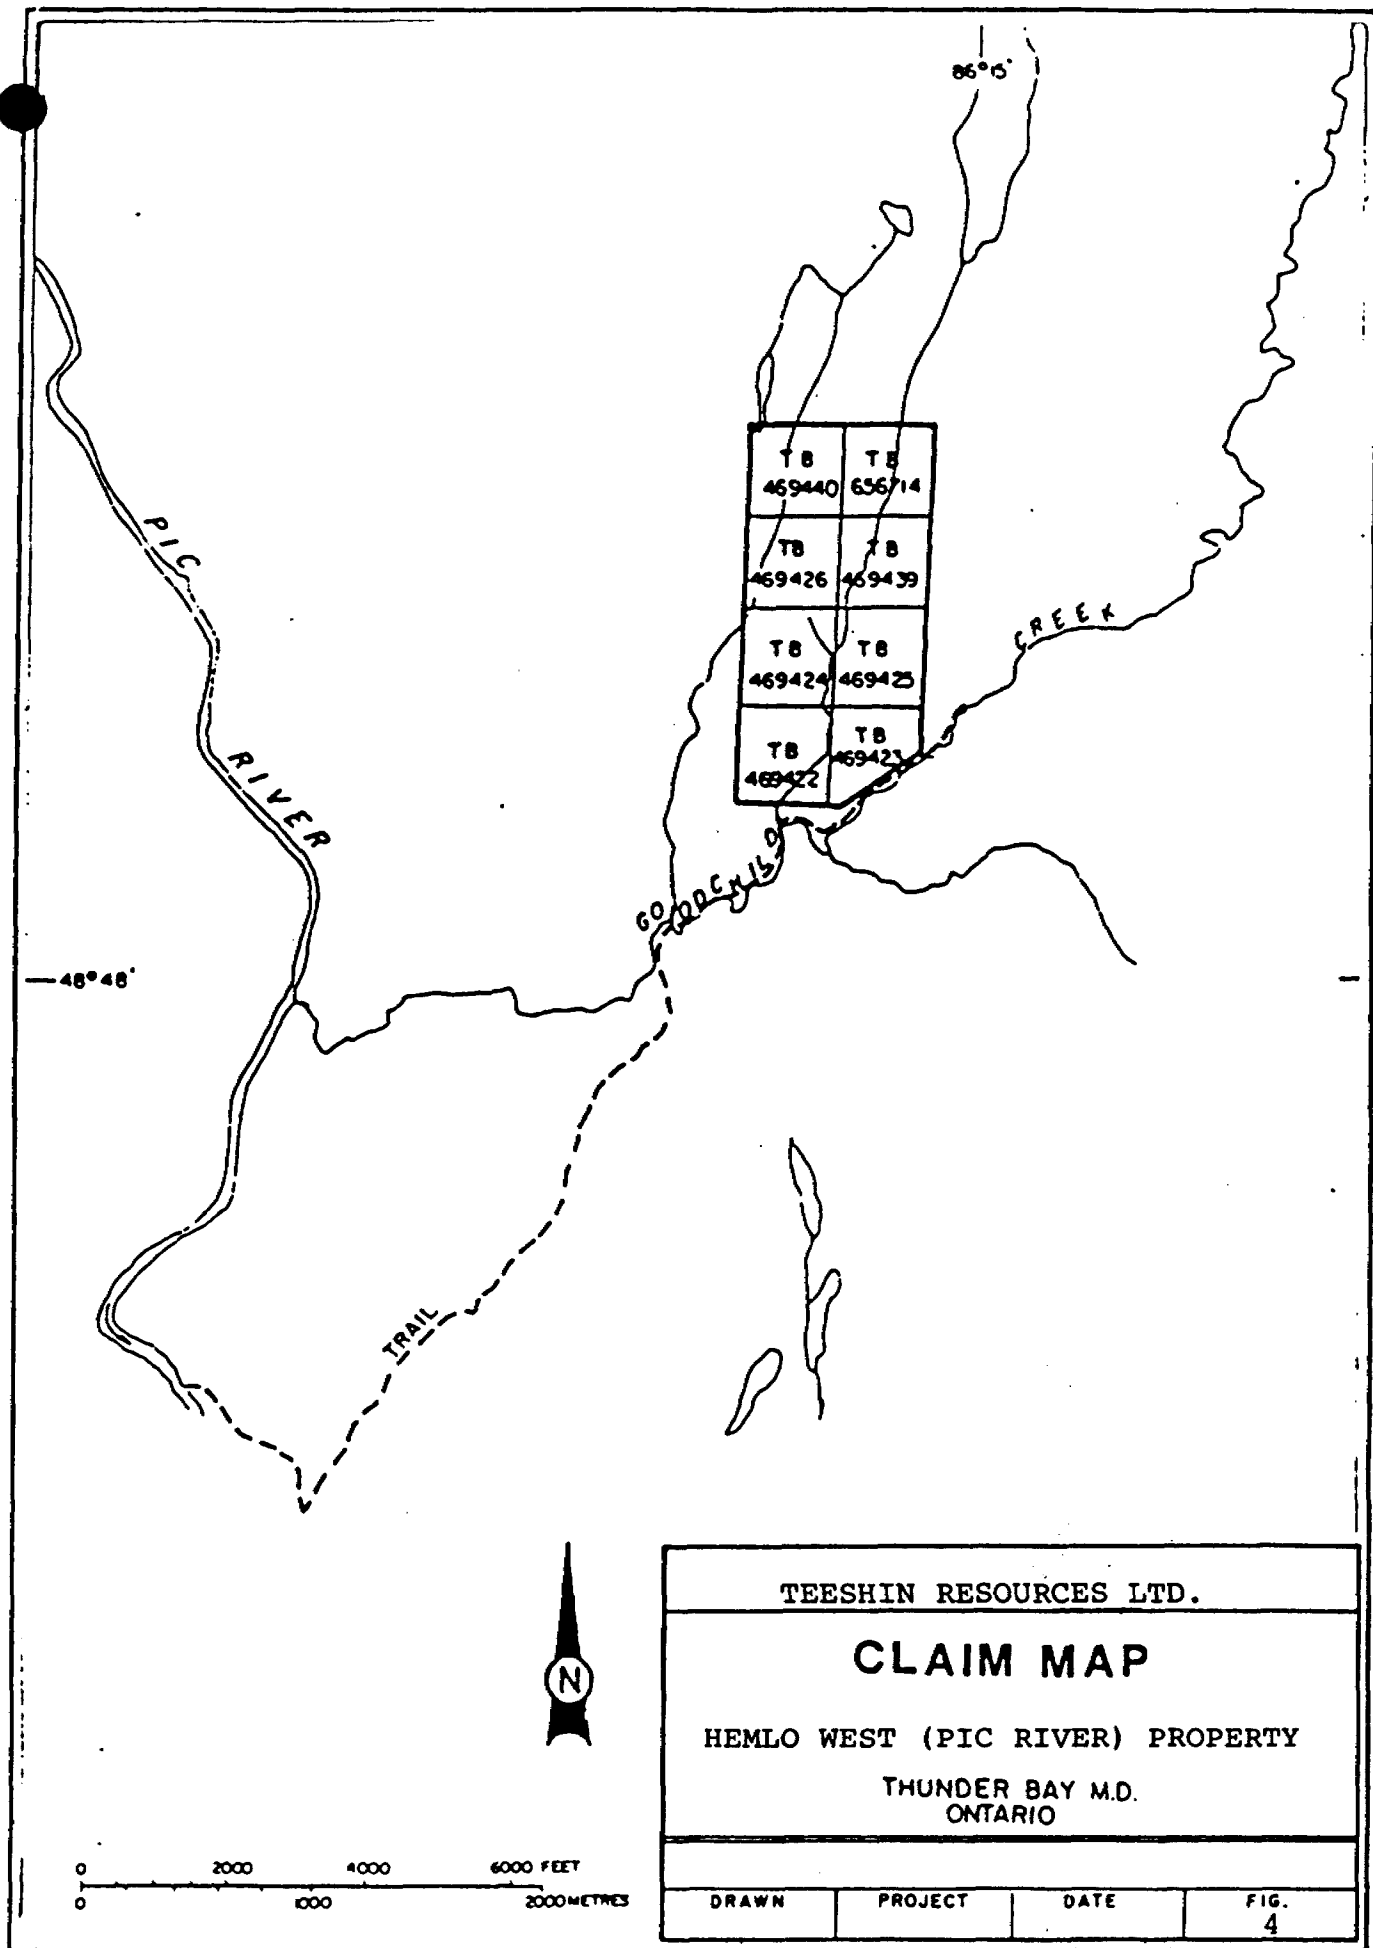 86°15'
TB
469440
TB
656714
TB
469426
TB
469439
TB
469424
TB
469425
TB
469422
TB
469423
PIC
RIVER
CREEK
GOODCHILD
48°48'
TRAIL
N
TEESHIN RESOURCES LTD.
CLAIM MAP
HEMLO WEST (PIC RIVER) PROPERTY
THUNDER BAY M.D.
ONTARIO
0 2000 4000 6000 FEET
0 1000 2000 METRES
DRAWN PROJECT DATE FIG.
4